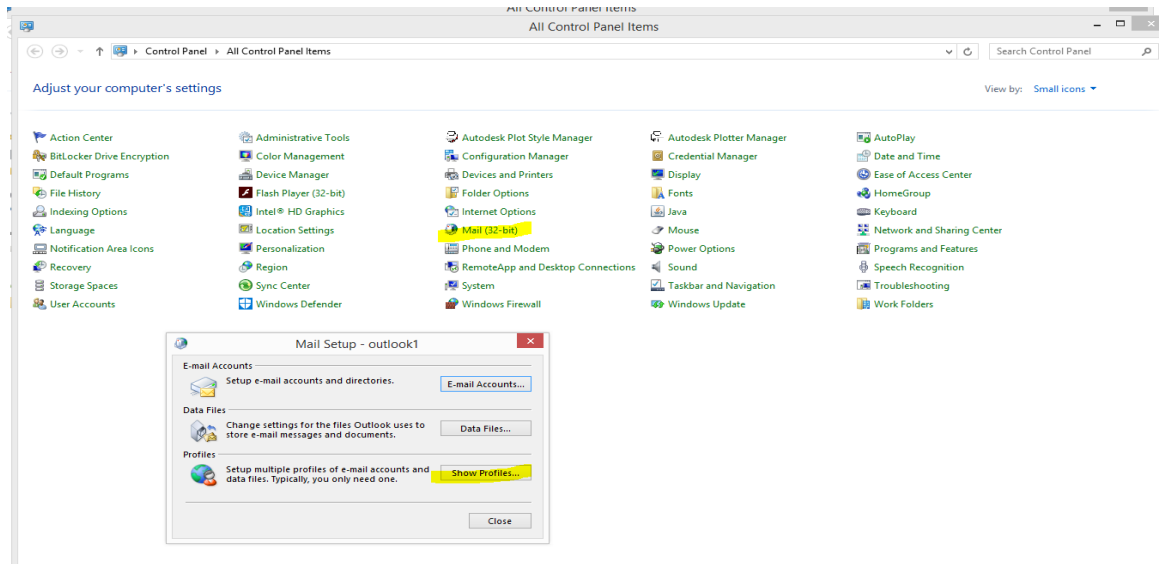 All Control Panel Items
All Control Panel Items
Control Panel All Control Panel Items
Search Control Panel
Adjust your computer's settings
View by: Small icons
Action Center Administrative Tools Autodesk Plot Style Manager Autodesk Plotter Manager AutoPlay
BitLocker Drive Encryption Color Management Configuration Manager Credential Manager Date and Time
Default Programs Device Manager Devices and Printers Display Ease of Access Center
File History Flash Player (32-bit) Folder Options Fonts HomeGroup
Indexing Options Intel® HD Graphics Internet Options Java Keyboard
Language Location Settings Mail (32-bit) Mouse Network and Sharing Center
Notification Area Icons Personalization Phone and Modem Power Options Programs and Features
Recovery Region RemoteApp and Desktop Connections Sound Speech Recognition
Storage Spaces Sync Center System Taskbar and Navigation Troubleshooting
User Accounts Windows Defender Windows Firewall Windows Update Work Folders
Mail Setup - outlook1
E-mail Accounts
Setup e-mail accounts and directories.
E-mail Accounts...
Data Files
Change settings for the files Outlook uses to
store e-mail messages and documents.
Data Files...
Profiles
Setup multiple profiles of e-mail accounts and
data files. Typically, you only need one.
Show Profiles...
Close